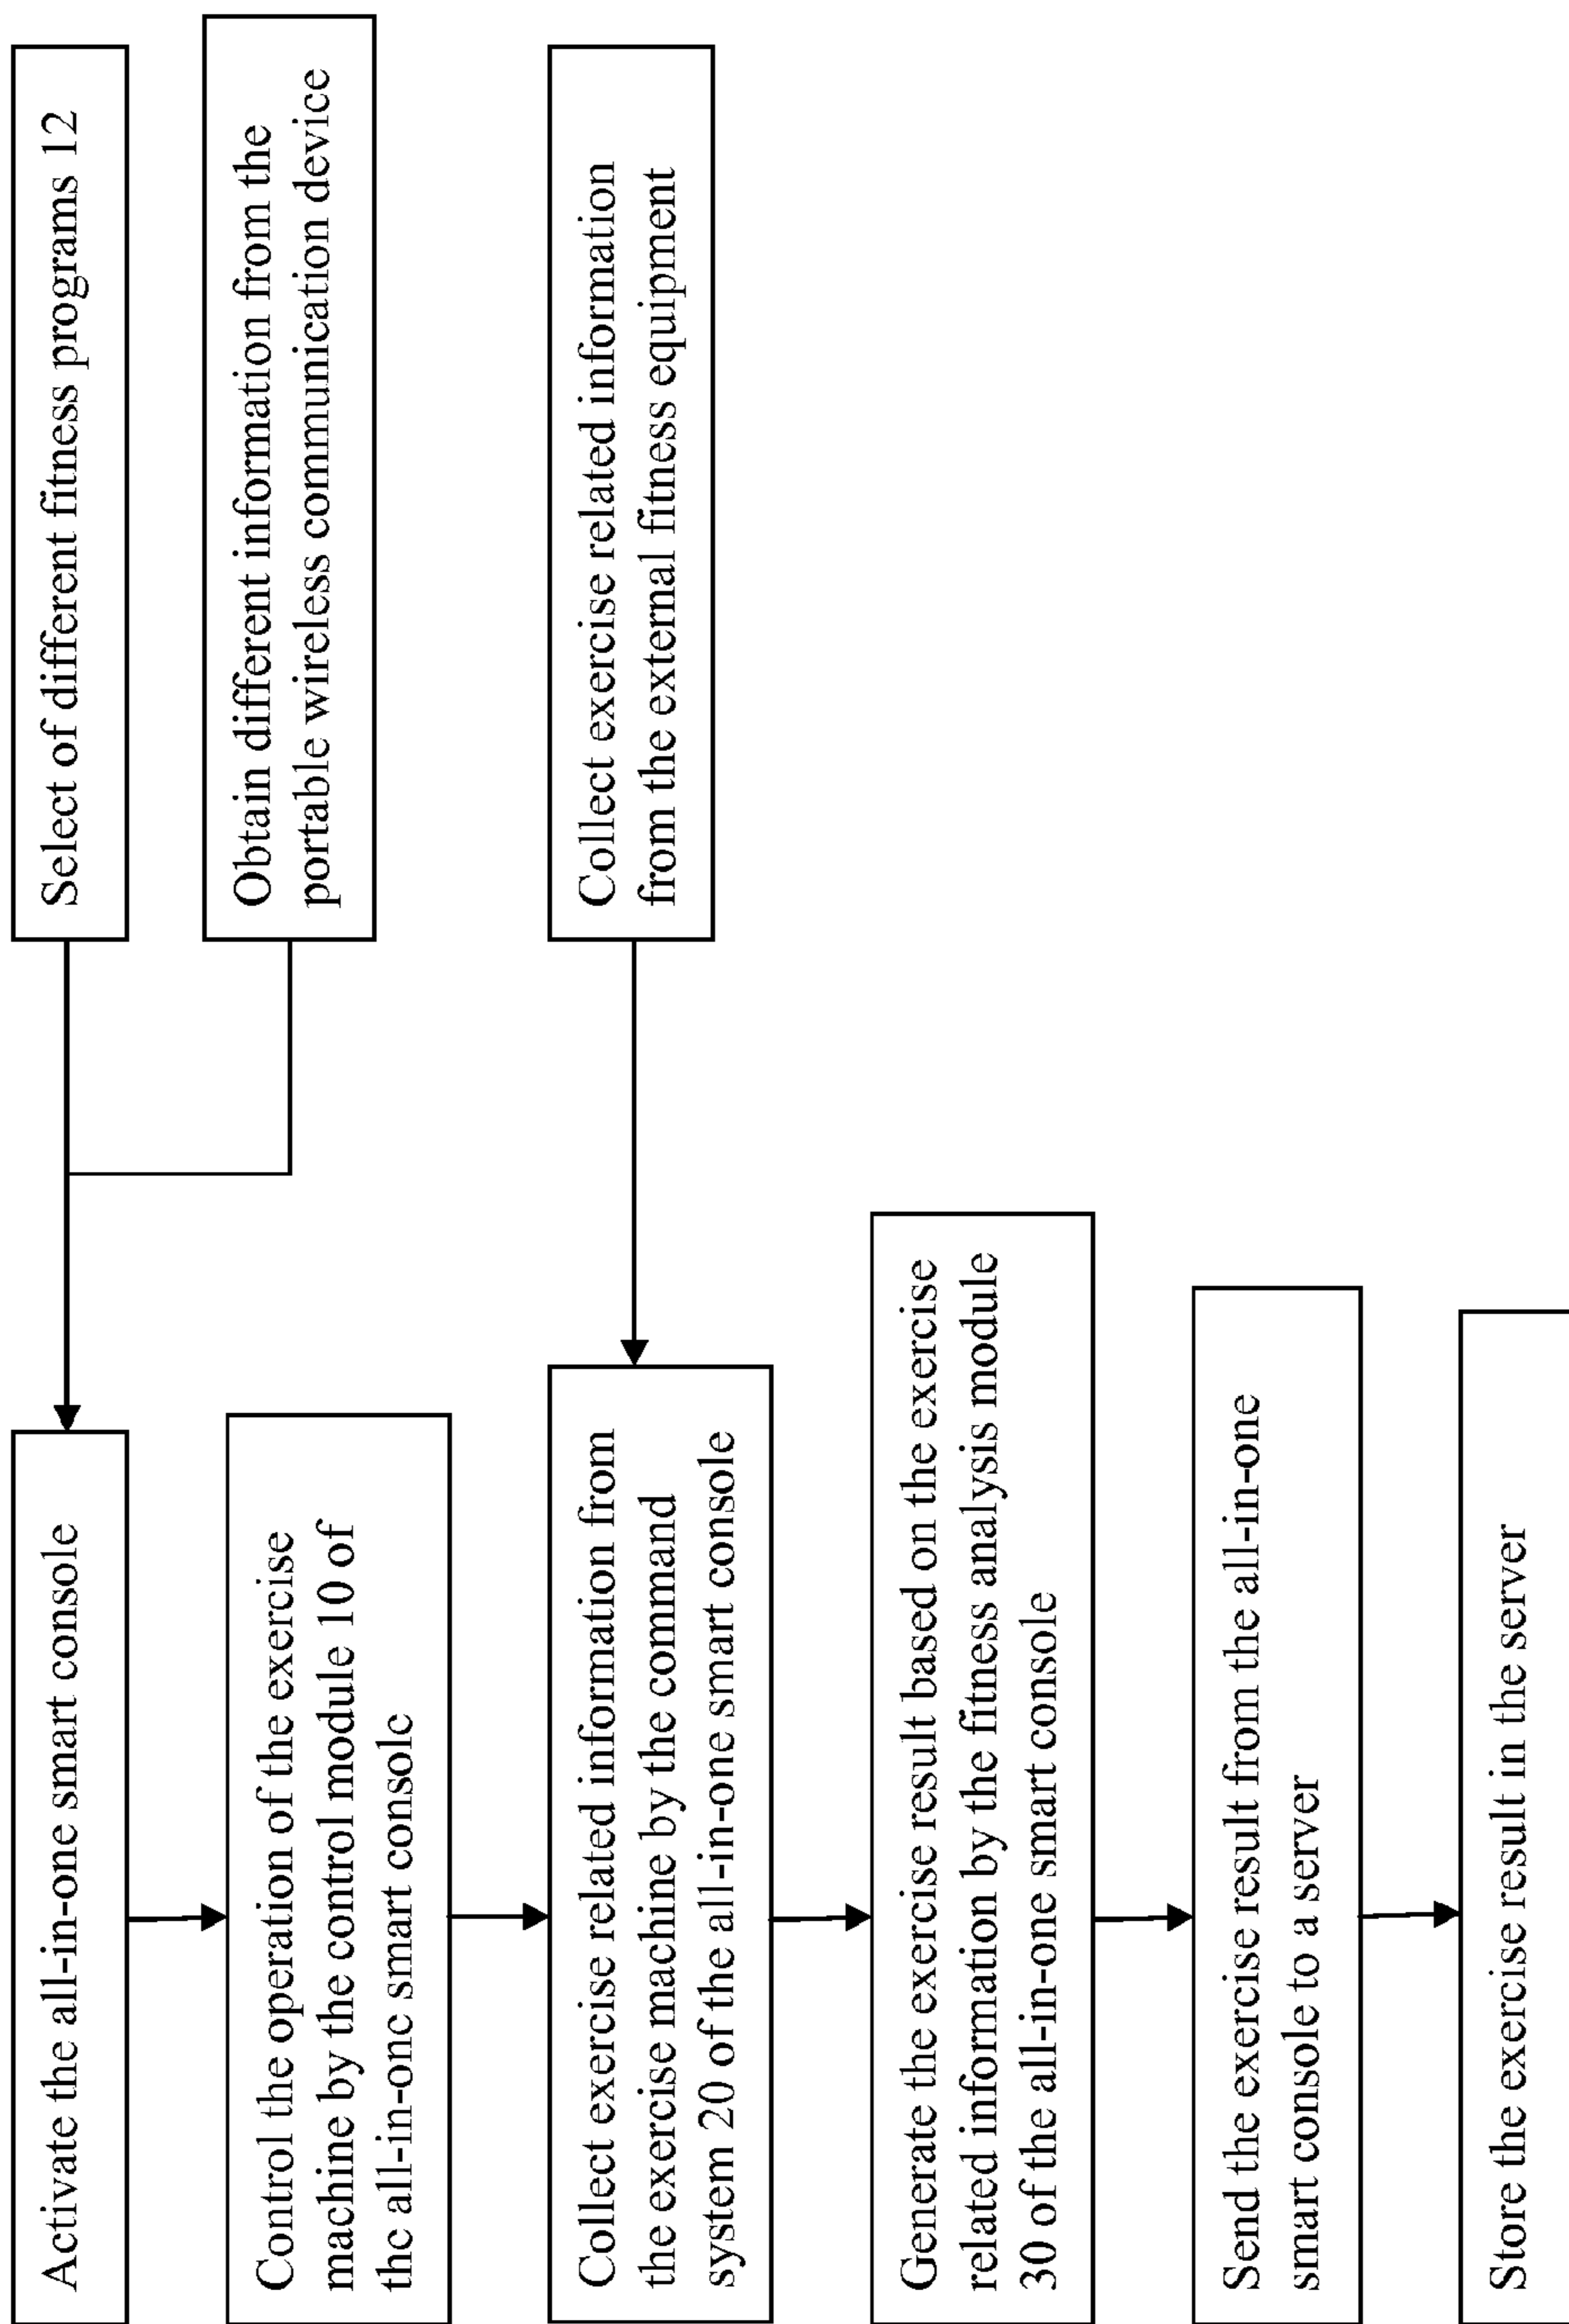 Activate the all-in-one smart console
Select of different fitness programs 12
Obtain different information from the
portable wireless communication device
Control the operation of the exercise
machine by the control module 10 of
the all-in-one smart console
Collect exercise related information from
the exercise machine by the command
system 20 of the all-in-one smart console
Collect exercise related information
from the external fitness equipment
Generate the exercise result based on the exercise
related information by the fitness analysis module
30 of the all-in-one smart console
Send the exercise result from the all-in-one
smart console to a server
Store the exercise result in the server